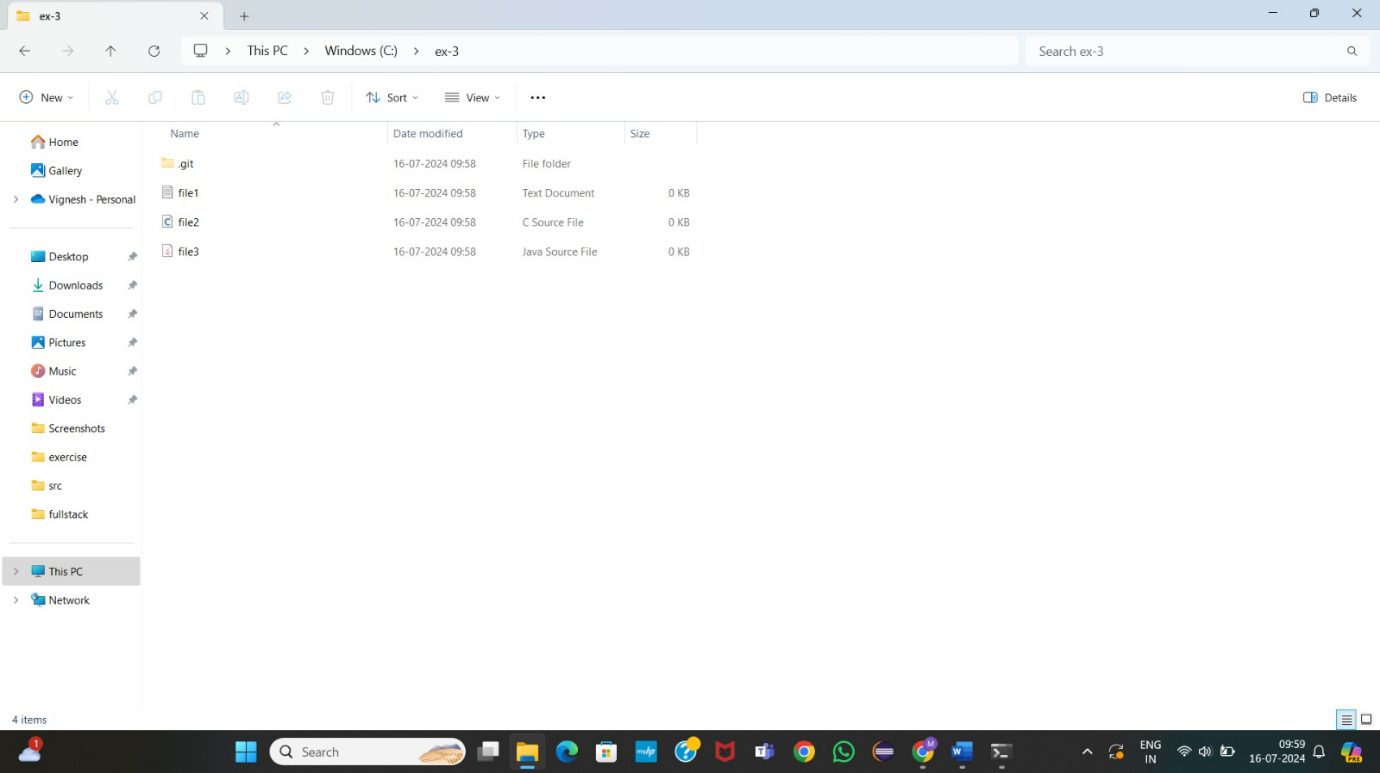 ex-3
This PC > Windows (C:) > ex-3
Search ex-3
New
Sort
View
Details
Name Date modified Type Size
.git 16-07-2024 09:58 File folder
file1 16-07-2024 09:58 Text Document 0 KB
file2 16-07-2024 09:58 C Source File 0 KB
file3 16-07-2024 09:58 Java Source File 0 KB
Home
Gallery
Vignesh - Personal
Desktop
Downloads
Documents
Pictures
Music
Videos
Screenshots
exercise
src
fullstack
This PC
Network
4 items
1
Search
myhp
M
ENG
IN
09:59
16-07-2024
PRE